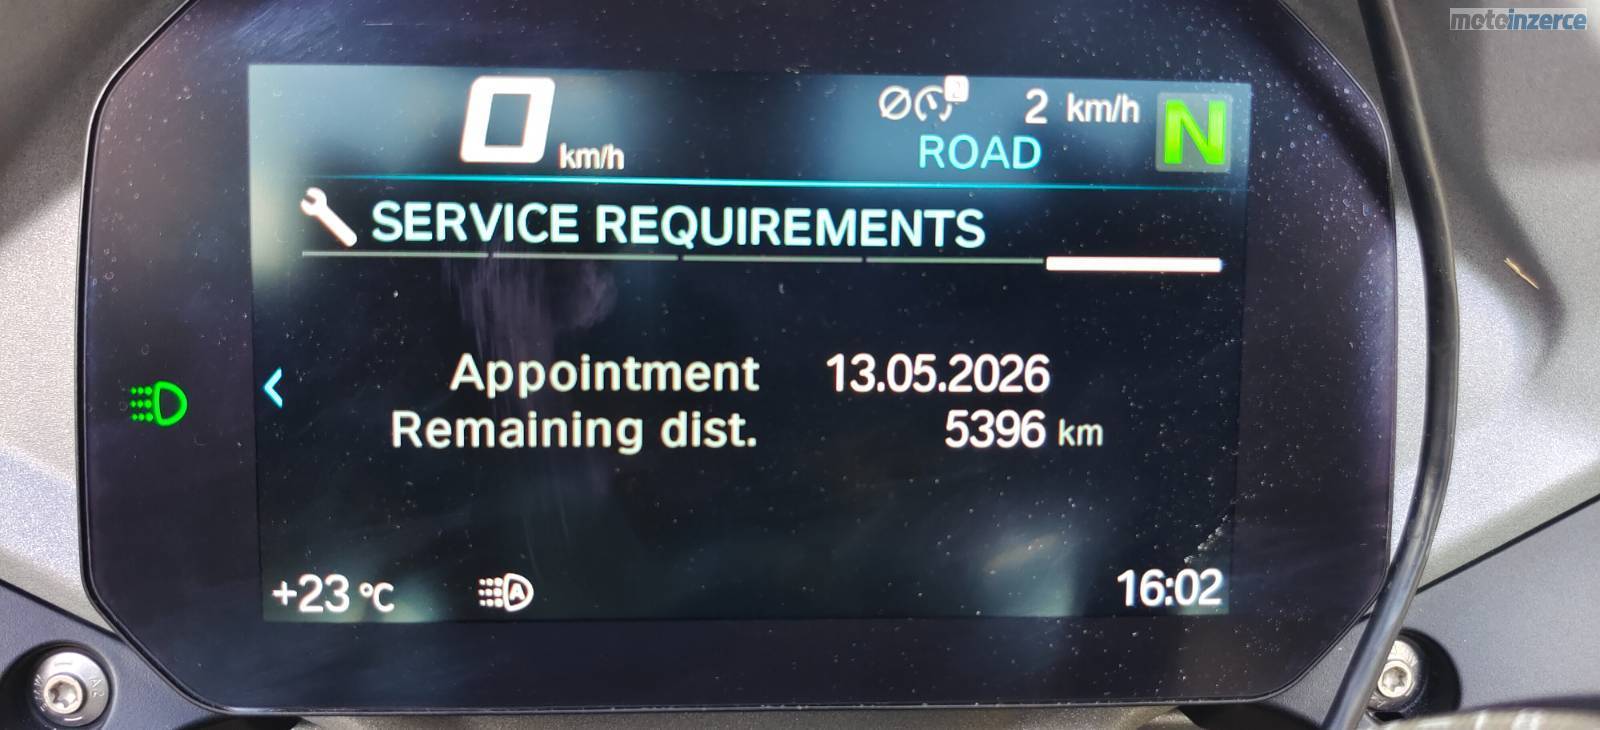 motoinzerce
0 km/h
2 km/h
N
ROAD
SERVICE REQUIREMENTS
Appointment 13.05.2026
Remaining dist. 5396 km
+23 °C
A
16:02